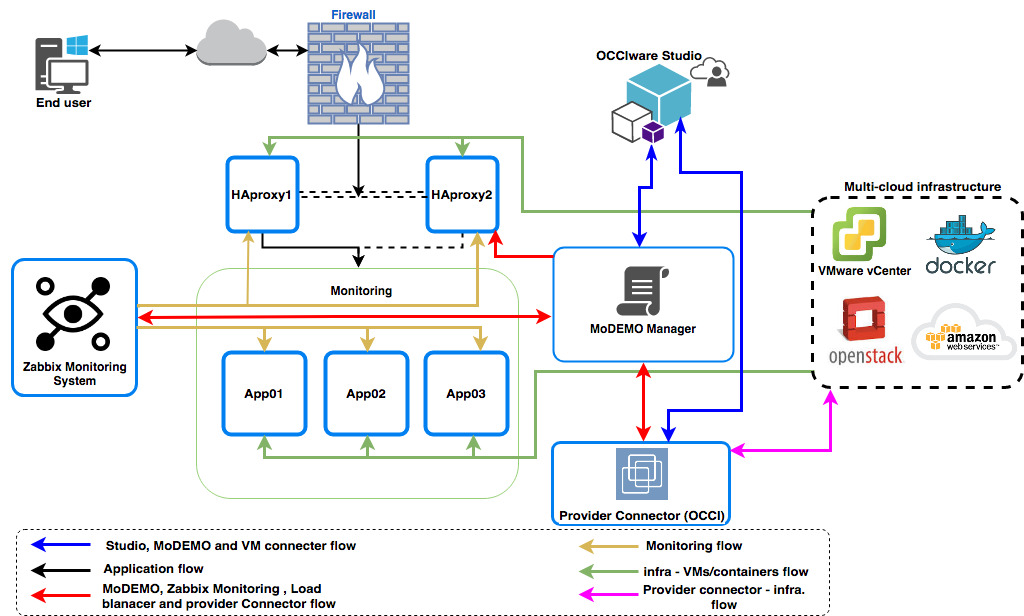 Firewall
OCCIware Studio
End user
HAproxy1
HAproxy2
Multi-cloud infrastructure
VMware vCenter
docker
openstack
amazon
web services™
Monitoring
MoDEMO Manager
Zabbix Monitoring
System
App01
App02
App03
Provider Connector (OCCI)
Studio, MoDEMO and VM connecter flow
Application flow
MoDEMO, Zabbix Monitoring , Load
blanacer and provider Connector flow
Monitoring flow
infra - VMs/containers flow
Provider connector - infra.
flow